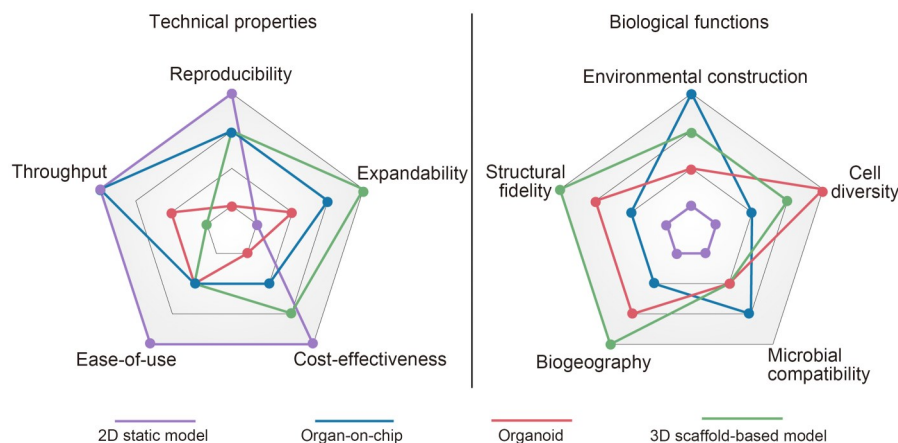 Technical properties
Biological functions
Reproducibility
Environmental construction
Throughput
Expandability
Structural
fidelity
Cell
diversity
Ease-of-use
Cost-effectiveness
Biogeography
Microbial
compatibility
2D static model
Organ-on-chip
Organoid
3D scaffold-based model